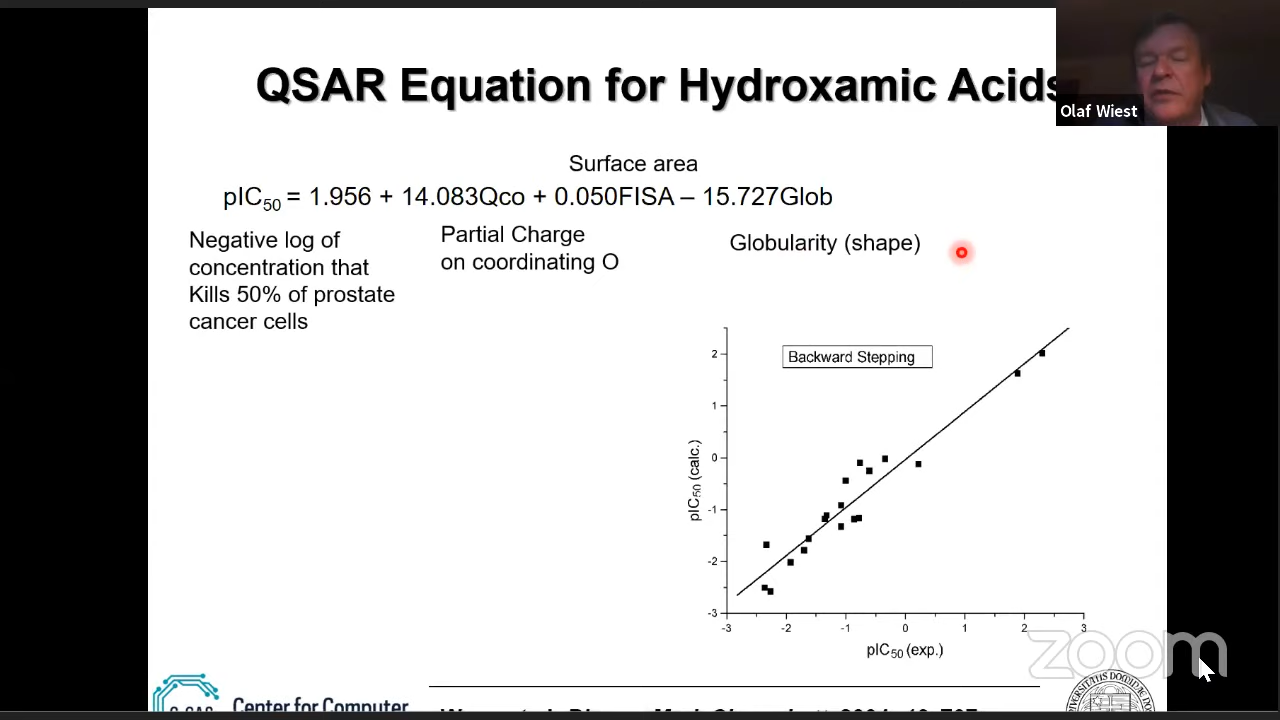 QSAR Equation for Hydroxamic Acids
Olaf Wiest
Surface area
pIC50 = 1.956 + 14.083Qco + 0.050FISA – 15.727Glob
Negative log of
concentration that
Kills 50% of prostate
cancer cells
Partial Charge
on coordinating O
Globularity (shape)
Backward Stepping
2
1
0
-1
-2
-3
pIC50 (calc.)
-3
-2
-1
0
1
2
3
pIC50 (exp.)
zoom
Center for Computer